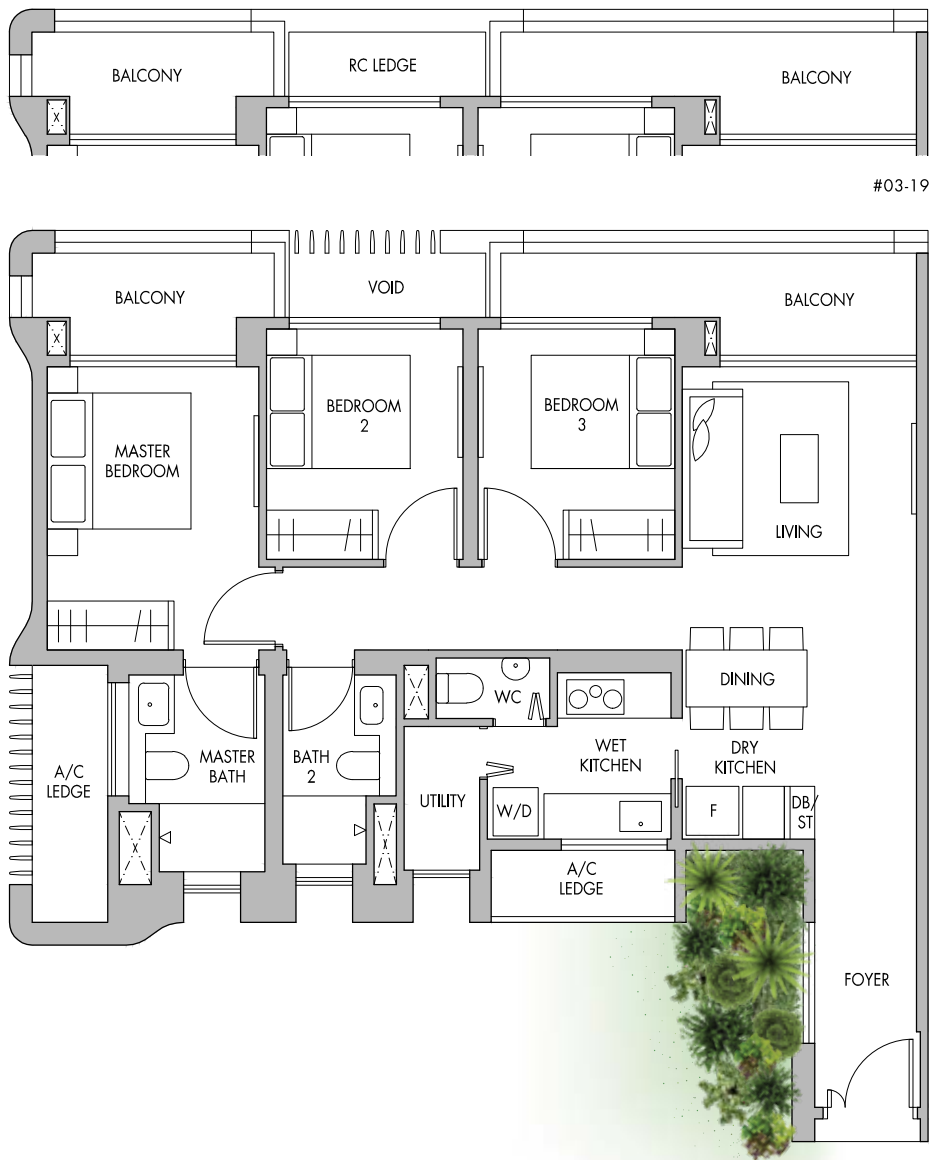 BALCONY
RC LEDGE
BALCONY
#03-19
BALCONY
VOID
BALCONY
BEDROOM
2
BEDROOM
3
MASTER
BEDROOM
LIVING
DINING
WC
WET
KITCHEN
DRY
KITCHEN
MASTER
BATH
BATH
2
A/C
LEDGE
UTILITY
W/D
F
DB/
ST
A/C
LEDGE
FOYER